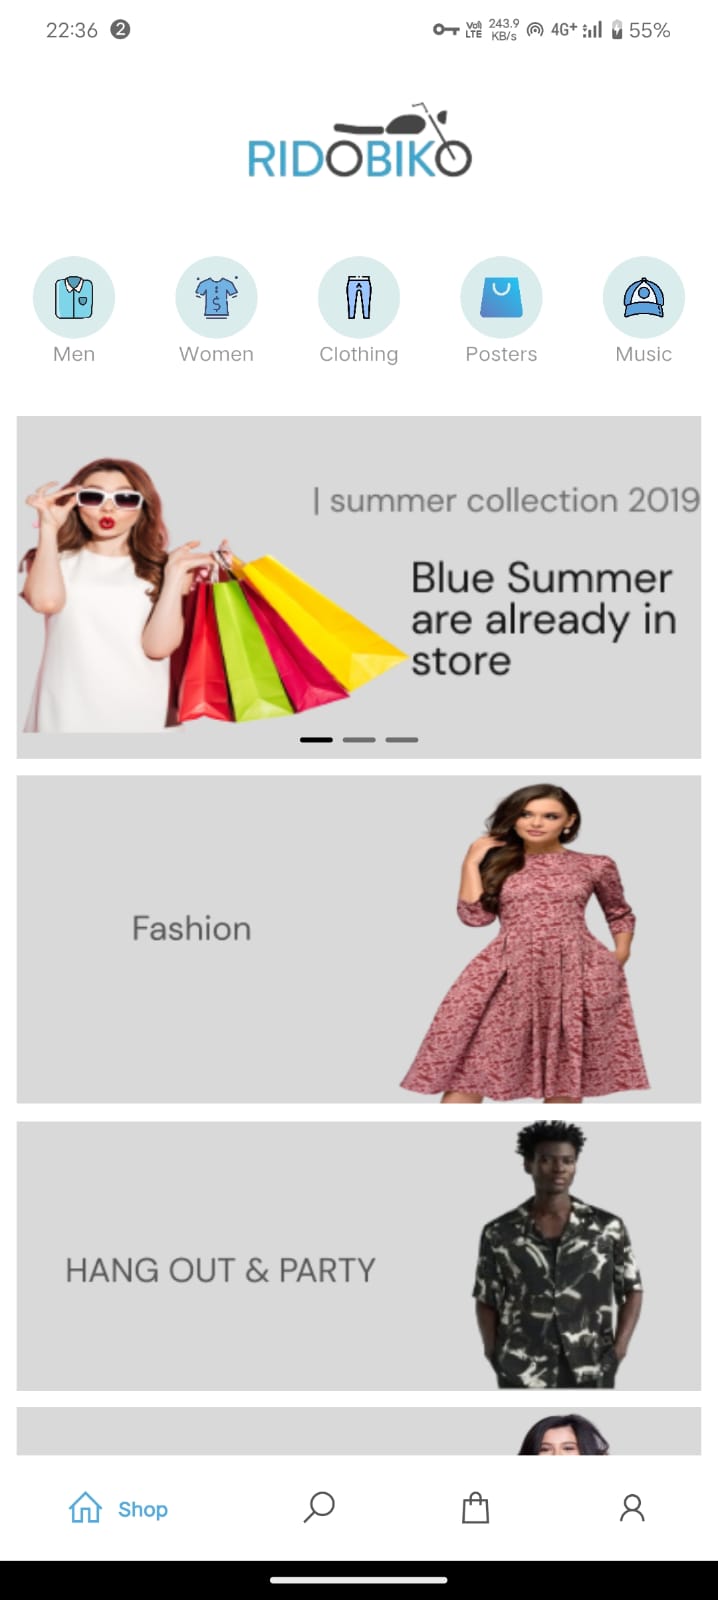 22:36 2 Vo)) LTE 243.9 KB/s 4G+ 55%
RIDOBIKO
Men Women Clothing Posters Music
| summer collection 2019
Blue Summer
are already in
store
Fashion
HANG OUT & PARTY
Shop